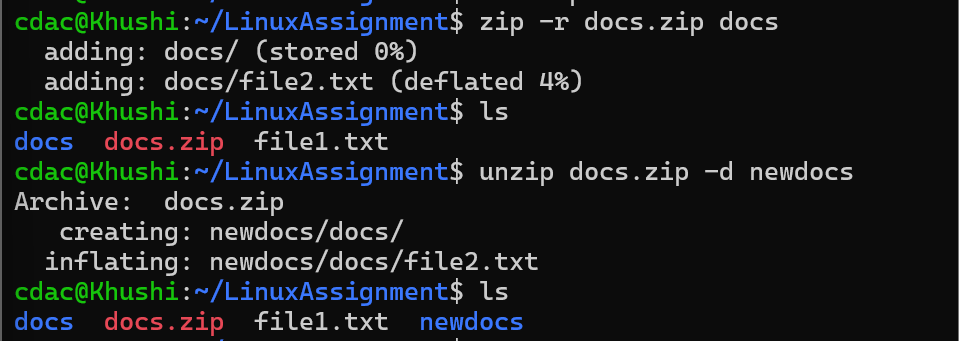 cdac@Khushi:~/LinuxAssignment$ zip -r docs.zip docs
  adding: docs/ (stored 0%)
  adding: docs/file2.txt (deflated 4%)
cdac@Khushi:~/LinuxAssignment$ ls
docs  docs.zip  file1.txt
cdac@Khushi:~/LinuxAssignment$ unzip docs.zip -d newdocs
Archive:  docs.zip
   creating: newdocs/docs/
  inflating: newdocs/docs/file2.txt
cdac@Khushi:~/LinuxAssignment$ ls
docs  docs.zip  file1.txt  newdocs